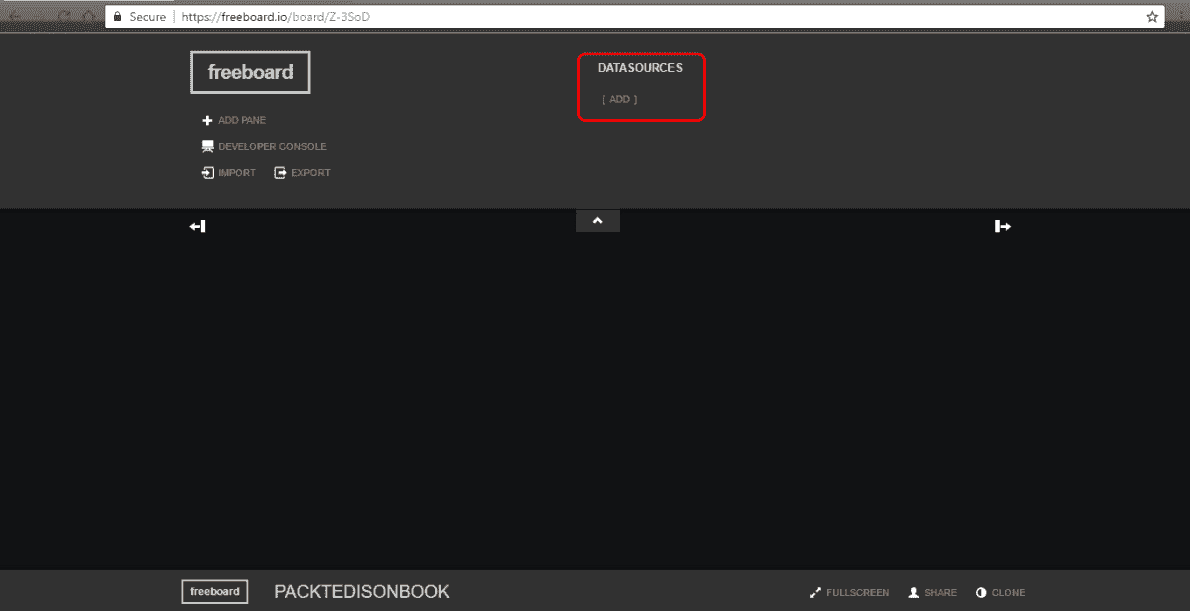 Secure https://freeboard.io/board/Z-3SoD
freeboard
DATASOURCES
[ ADD ]
ADD PANE
DEVELOPER CONSOLE
IMPORT EXPORT
freeboard PACKTEDISONBOOK FULLSCREEN SHARE CLONE